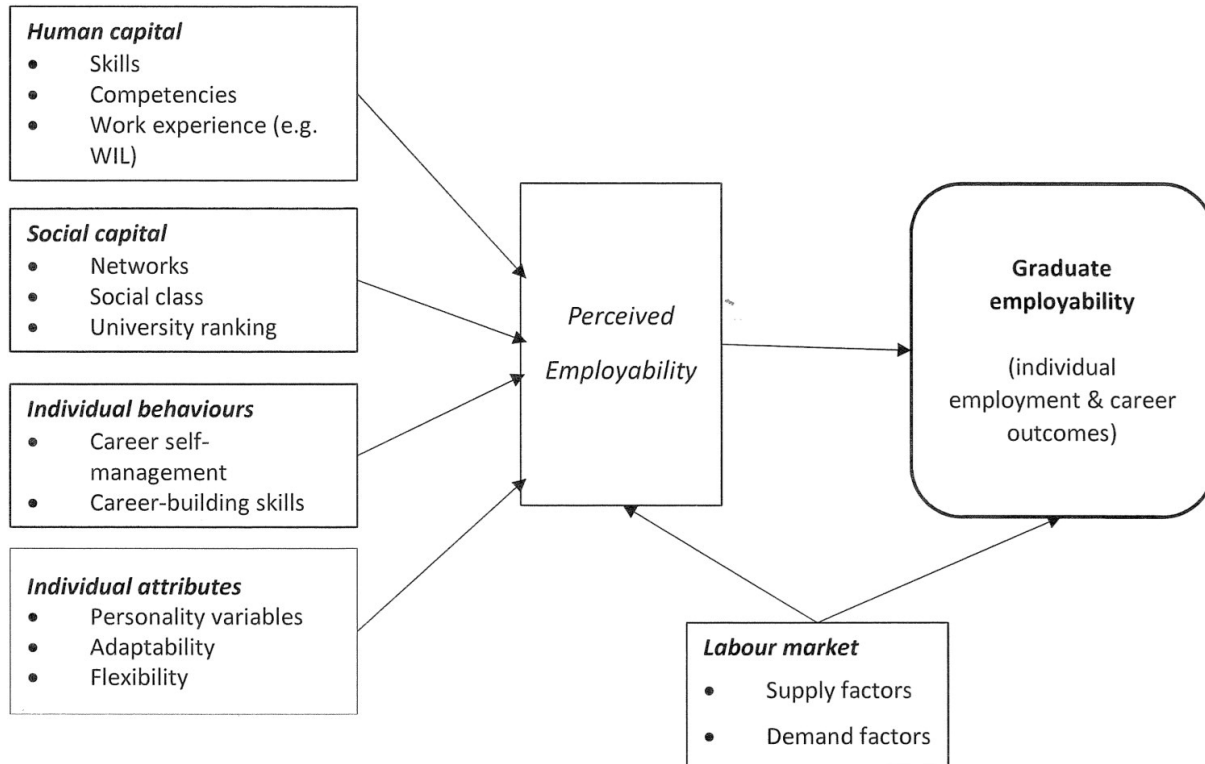 Human capital
• Skills
• Competencies
• Work experience (e.g.
WIL)
Social capital
• Networks
• Social class
• University ranking
Individual behaviours
• Career self-
management
• Career-building skills
Individual attributes
• Personality variables
• Adaptability
• Flexibility
Perceived
Employability
Graduate
employability
(individual
employment & career
outcomes)
Labour market
• Supply factors
• Demand factors